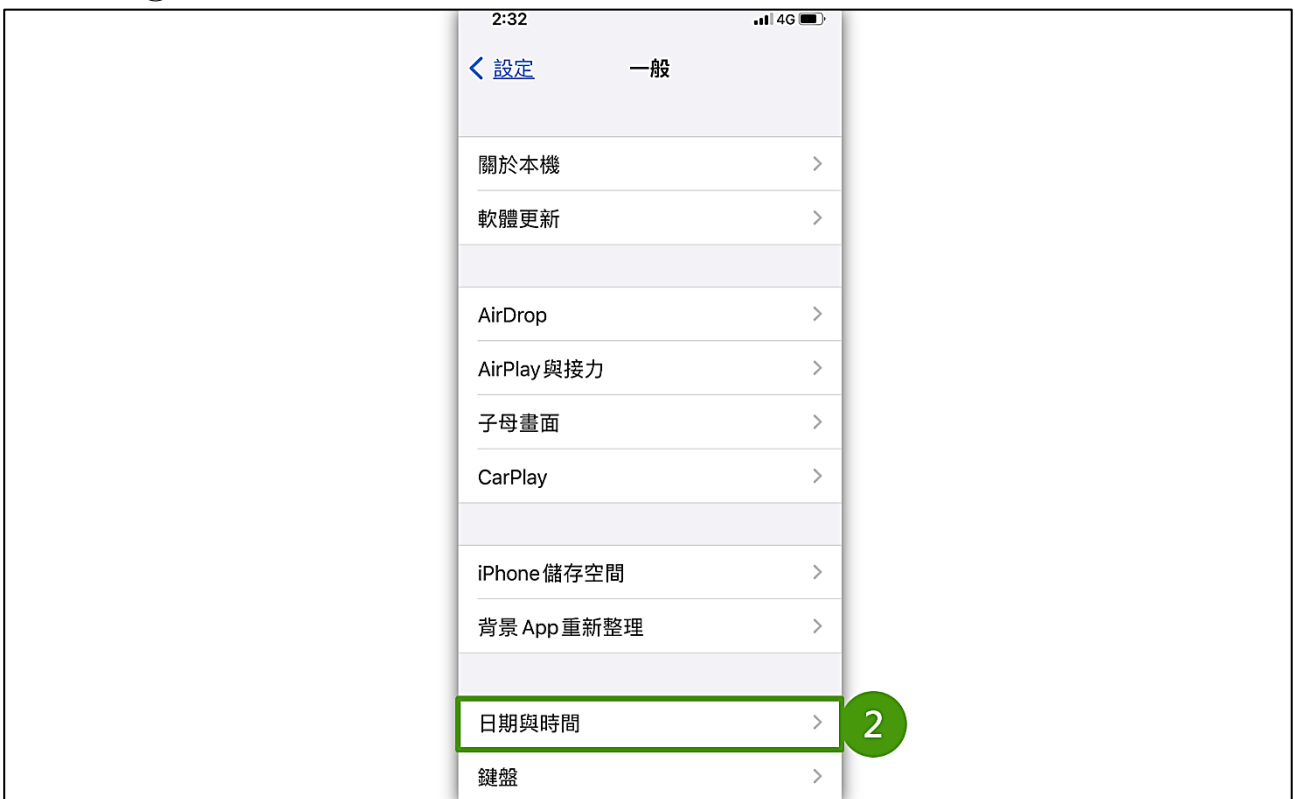 2:32 4G
設定 一般
關於本機
軟體更新
AirDrop
AirPlay與接力
子母畫面
CarPlay
iPhone儲存空間
背景App重新整理
日期與時間 2
鍵盤